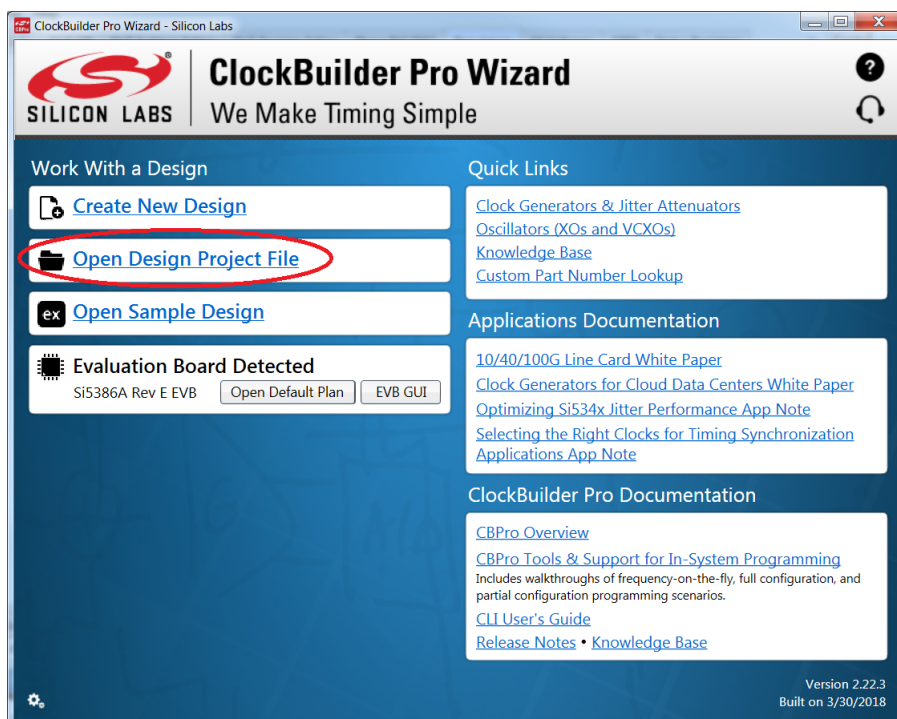 ClockBuilder Pro Wizard - Silicon Labs
SILICON LABS
ClockBuilder Pro Wizard
We Make Timing Simple
Work With a Design
Create New Design
Open Design Project File
ex Open Sample Design
Evaluation Board Detected
Si5386A Rev E EVB Open Default Plan EVB GUI
Quick Links
Clock Generators & Jitter Attenuators
Oscillators (XOs and VCXOs)
Knowledge Base
Custom Part Number Lookup
Applications Documentation
10/40/100G Line Card White Paper
Clock Generators for Cloud Data Centers White Paper
Optimizing Si534x Jitter Performance App Note
Selecting the Right Clocks for Timing Synchronization
Applications App Note
ClockBuilder Pro Documentation
CBPro Overview
CBPro Tools & Support for In-System Programming
Includes walkthroughs of frequency-on-the-fly, full configuration, and
partial configuration programming scenarios.
CLI User's Guide
Release Notes • Knowledge Base
Version 2.22.3
Built on 3/30/2018